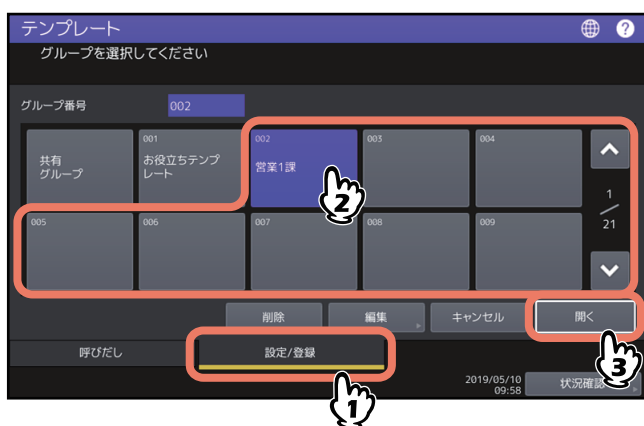 テンプレート
?
グループを選択してください
グループ番号
002
共有
グループ
001
お役立ちテンプ
レート
002
営業1課
003
004
1
21
005
006
007
008
009
削除
編集
キャンセル
開く
呼びだし
設定/登録
2019/05/10
09:58
状況確認
2
3
1